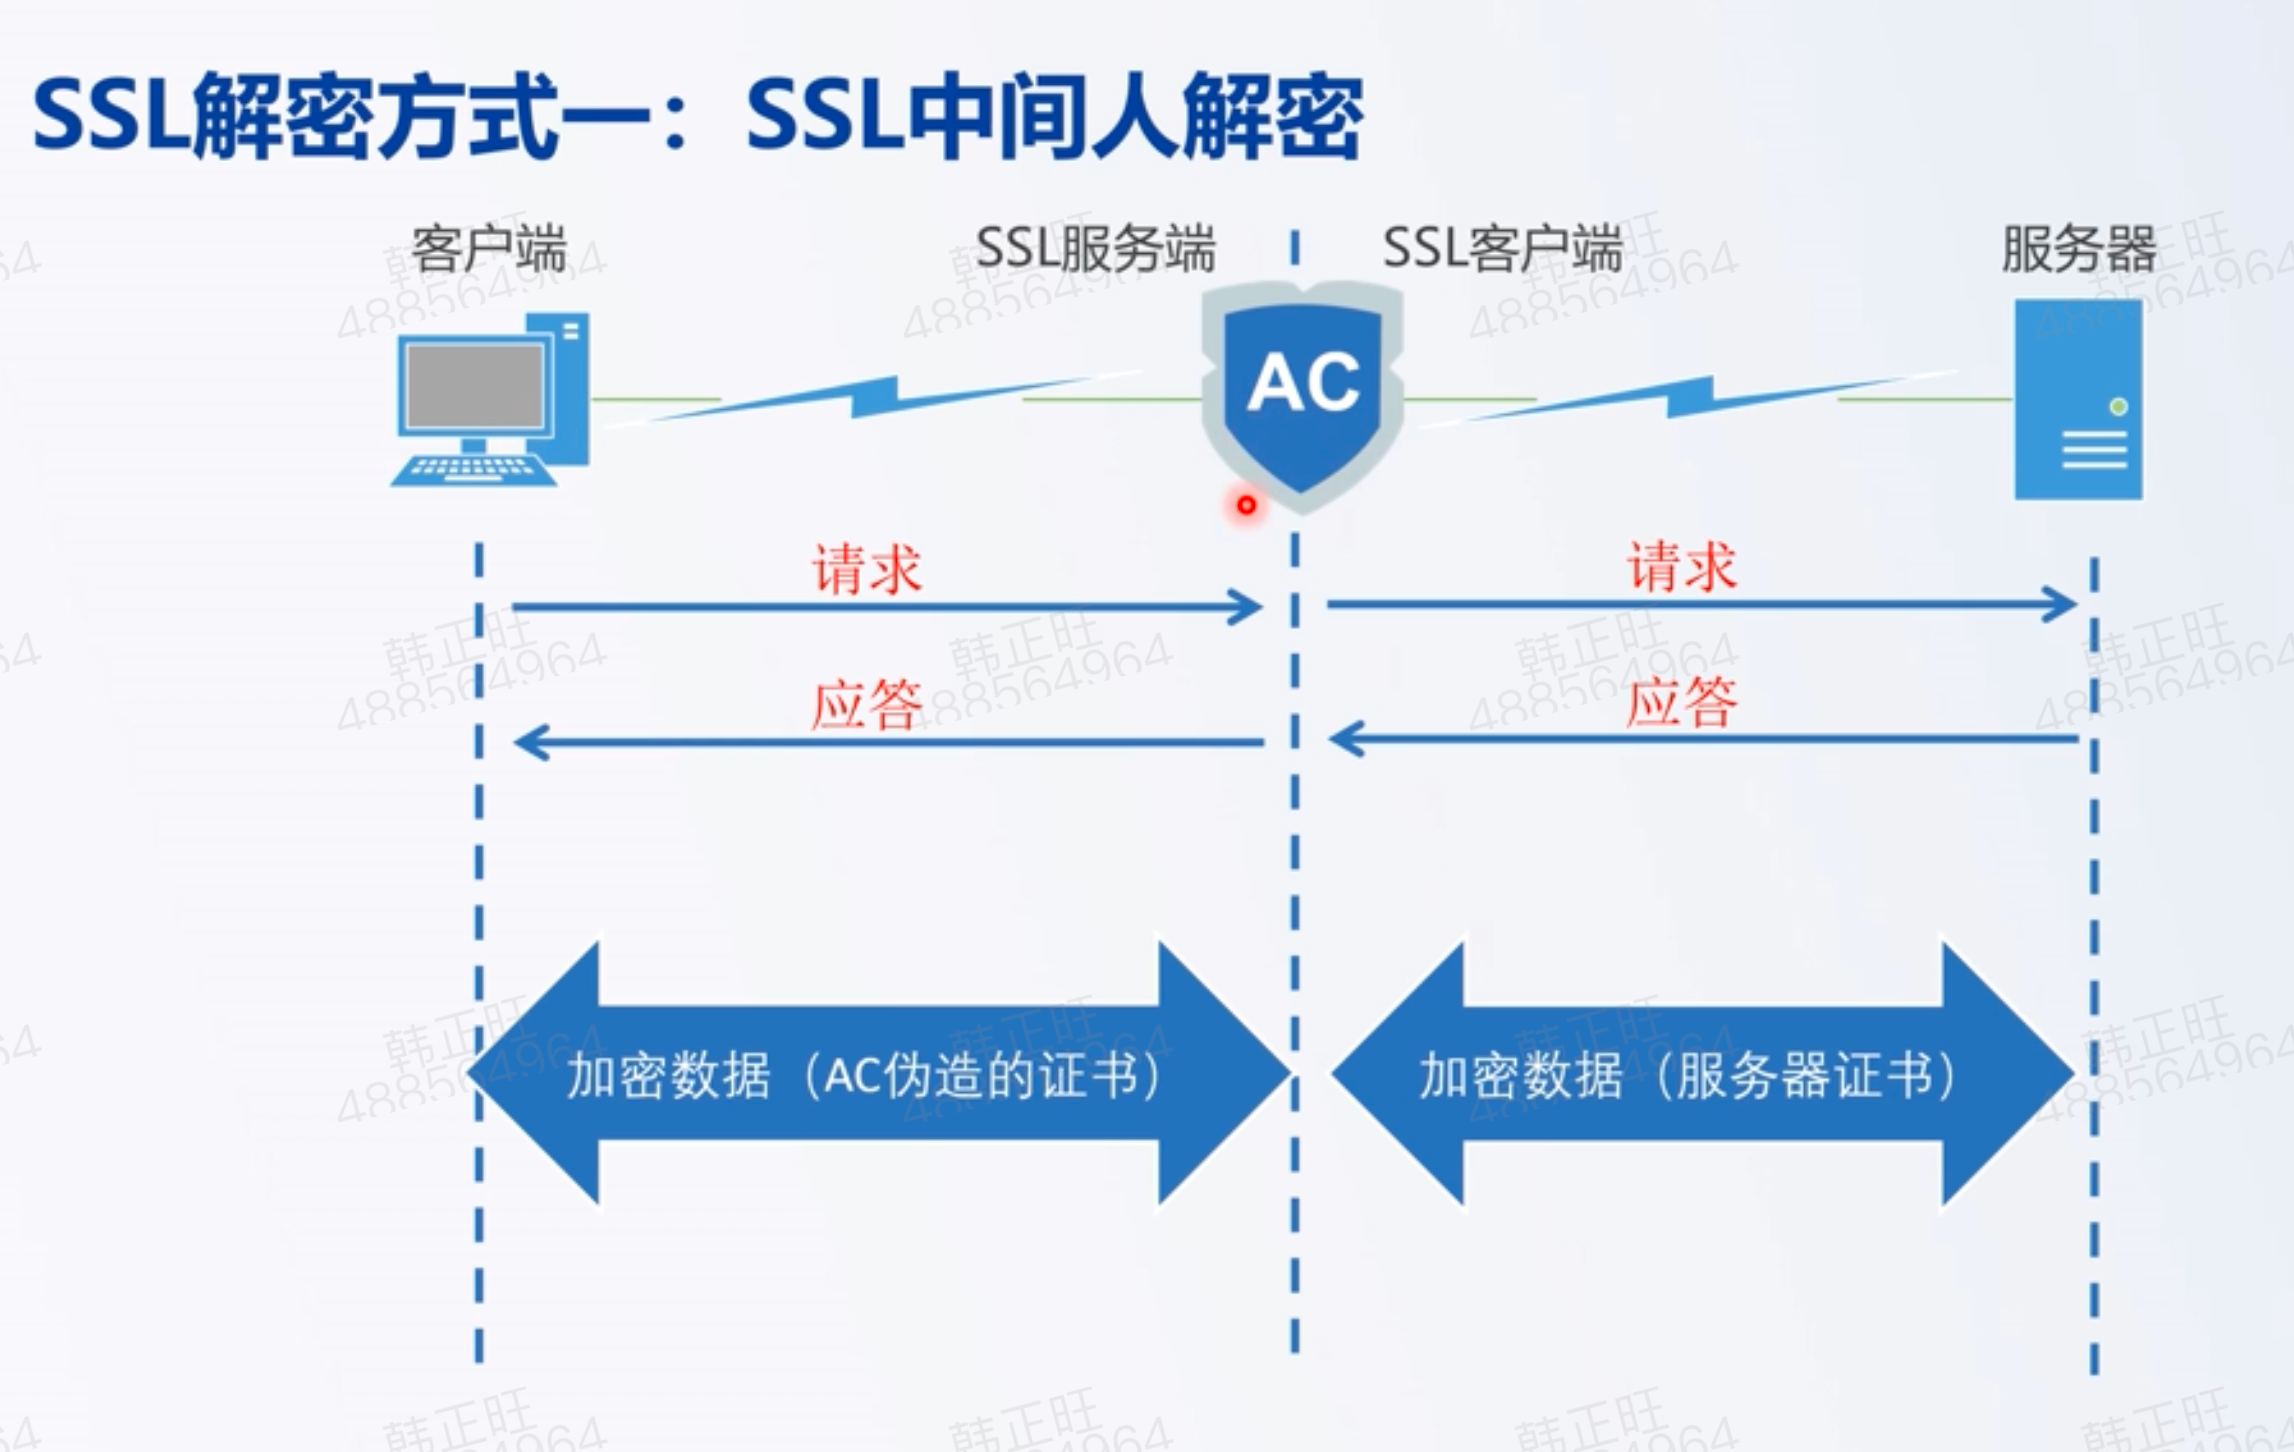 SSL解密方式一：SSL中间人解密
客户端
SSL服务端
SSL客户端
服务器
AC
请求
请求
应答
应答
加密数据（AC伪造的证书）
加密数据（服务器证书）
韩正旺
488564964